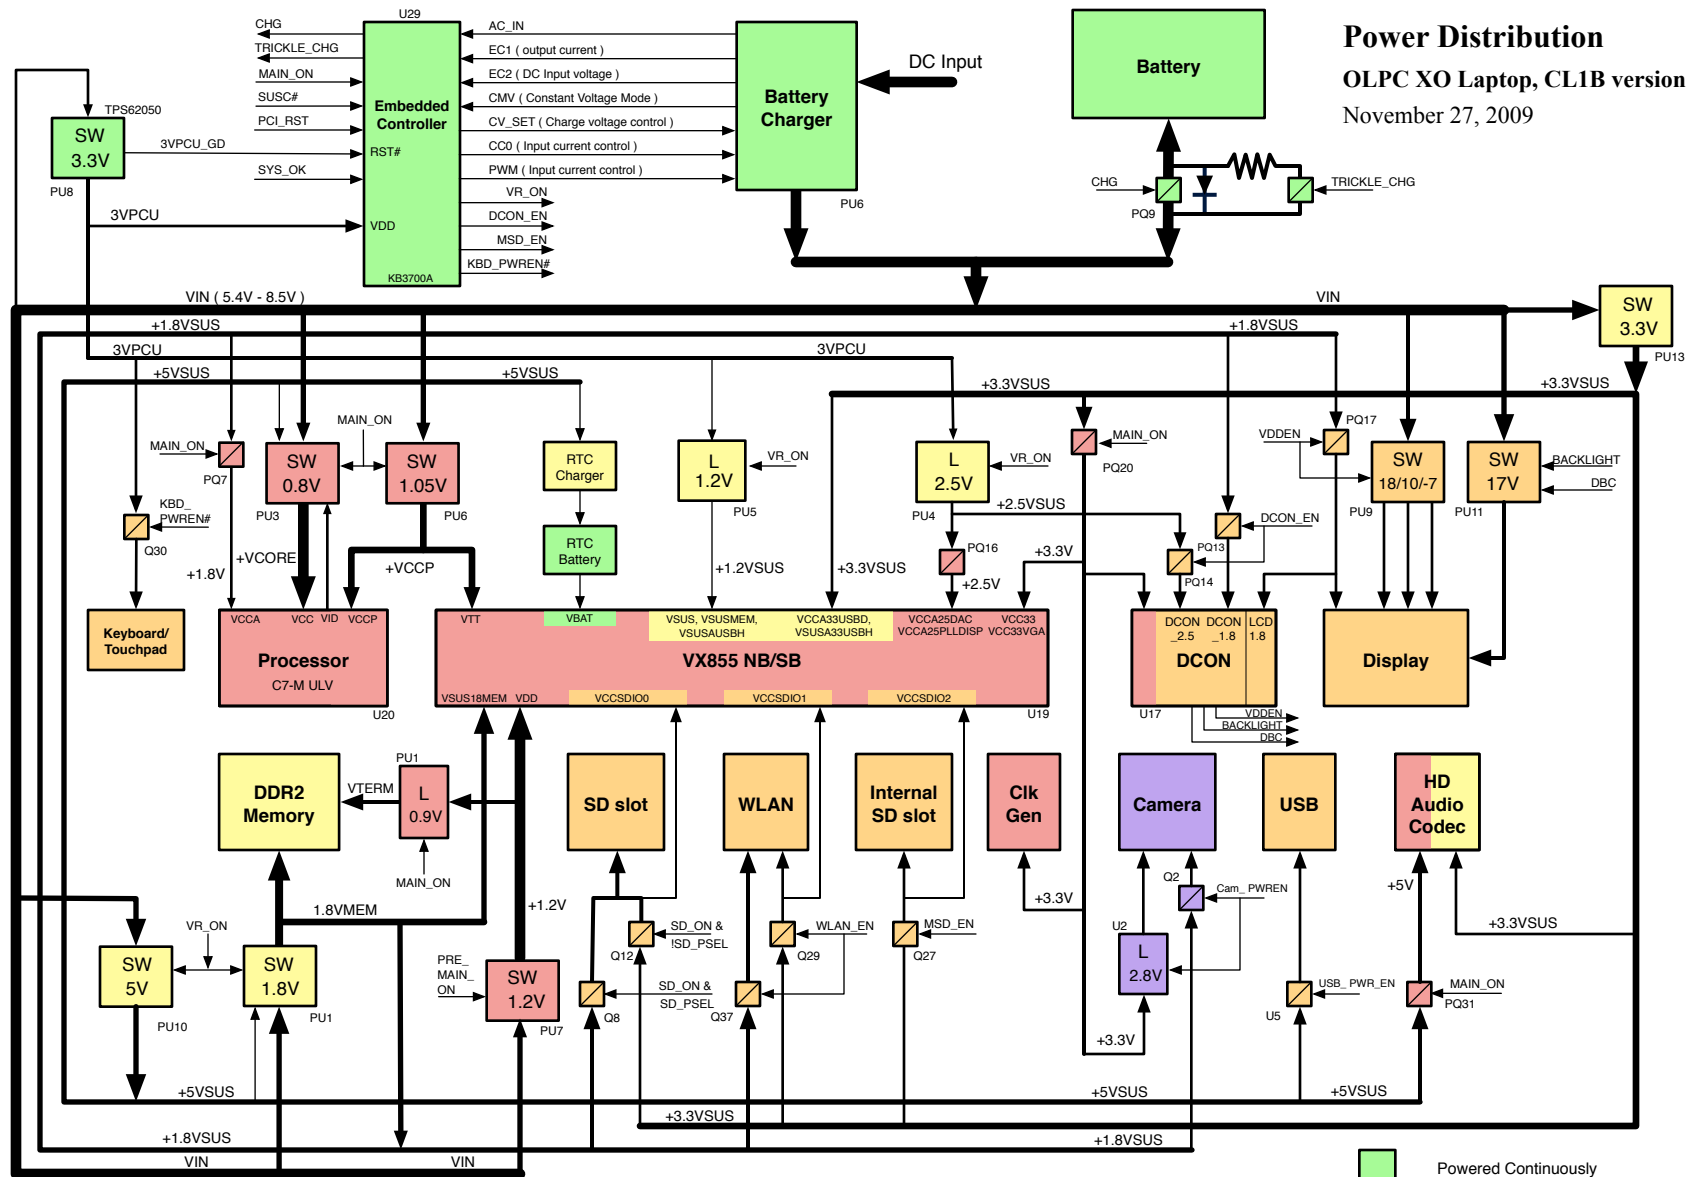 Power Distribution
OLPC XO Laptop, CL1B version
November 27, 2009
U29
CHG
TRICKLE_CHG
MAIN_ON
SUSC#
PCI_RST
SYS_OK
TPS62050
SW
3.3V
PU8
3VPCU_GD
3VPCU
Embedded
Controller
RST#
VDD
KB3700A
AC_IN
EC1 ( output current )
EC2 ( DC Input voltage )
CMV ( Constant Voltage Mode )
CV_SET ( Charge voltage control )
CC0 ( Input current control )
PWM ( Input current control )
VR_ON
DCON_EN
MSD_EN
KBD_PWREN#
Battery
Charger
PU6
DC Input
Battery
CHG
PQ9
TRICKLE_CHG
VIN ( 5.4V - 8.5V )
VIN
SW
3.3V
PU13
+1.8VSUS
+1.8VSUS
3VPCU
3VPCU
+5VSUS
+5VSUS
+3.3VSUS
+3.3VSUS
MAIN_ON
PQ7
SW
0.8V
PU3
MAIN_ON
SW
1.05V
PU6
RTC
Charger
RTC
Battery
L
1.2V
PU5
VR_ON
L
2.5V
PU4
VR_ON
MAIN_ON
PQ20
PQ17
VDDEN
SW
18/10/-7
PU9
SW
17V
PU11
BACKLIGHT
DBC
KBD_
PWREN#
Q30
+1.8V
+VCORE
+VCCP
+1.2VSUS
+3.3VSUS
+2.5VSUS
PQ16
+2.5V
+3.3V
PQ13
PQ14
DCON_EN
Keyboard/
Touchpad
VCCA
VCC
VID
VCCP
Processor
C7-M ULV
U20
VTT
VBAT
VSUS, VSUSMEM,
VSUSAUSBH
VCCA33USBD,
VSUSA33USBH
VCCA25DAC
VCCA25PLLDISP
VCC33
VCC33VGA
VX855 NB/SB
VSUS18MEM
VDD
VCCSDIO0
VCCSDIO1
VCCSDIO2
U19
DCON
_2.5
DCON
_1.8
LCD
1.8
DCON
U17
VDDEN
BACKLIGHT
DBC
Display
DDR2
Memory
VTERM
PU1
L
0.9V
MAIN_ON
SD slot
WLAN
Internal
SD slot
Clk
Gen
Camera
USB
HD
Audio
Codec
1.8VMEM
+1.2V
VR_ON
SW
5V
PU10
SW
1.8V
PU1
PRE_
MAIN_
ON
SW
1.2V
PU7
Q12
SD_ON &
!SD_PSEL
Q8
SD_ON &
SD_PSEL
Q29
WLAN_EN
Q37
Q27
MSD_EN
+3.3V
Q2
Cam_ PWREN
U2
L
2.8V
+3.3V
USB_ PWR_EN
U5
+5V
MAIN_ON
PQ31
+3.3VSUS
+5VSUS
+5VSUS
+5VSUS
+3.3VSUS
+1.8VSUS
+1.8VSUS
VIN
VIN
Powered Continuously